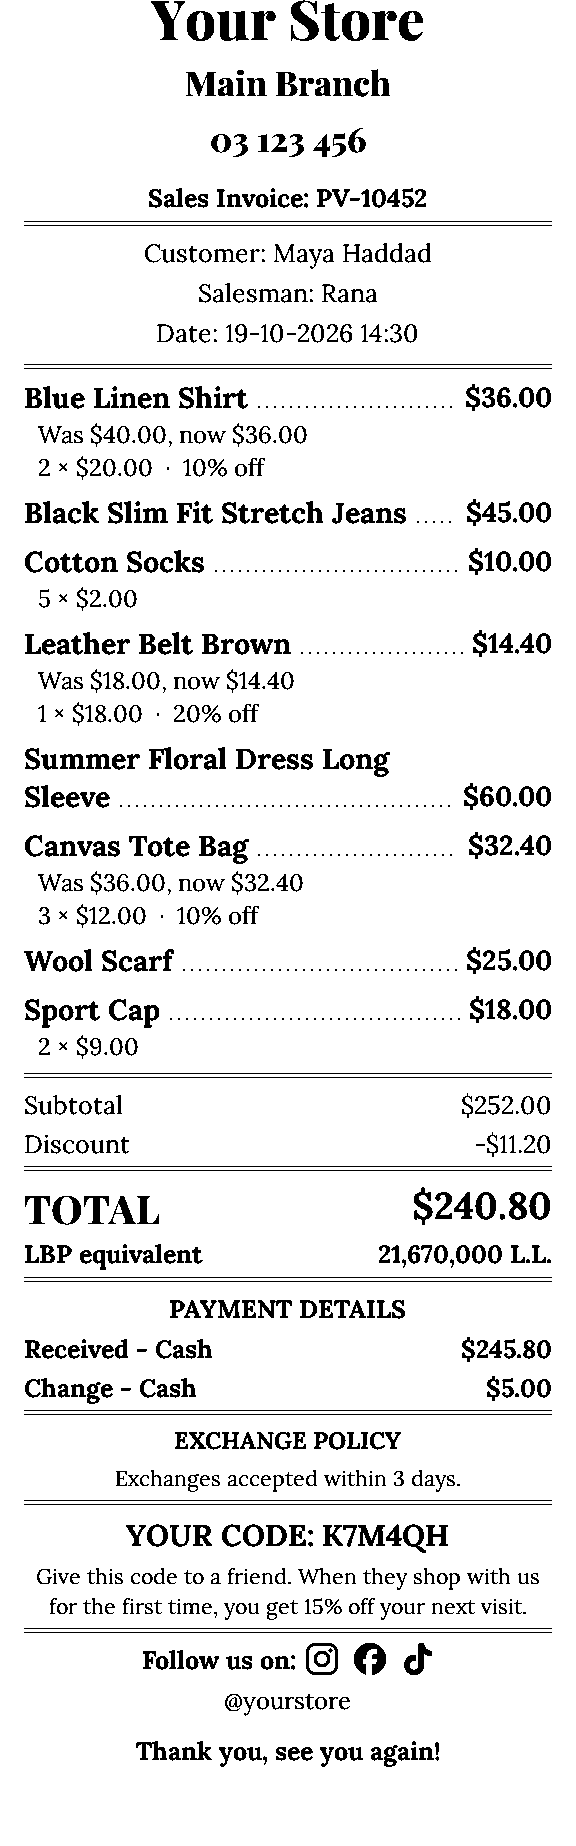 Your Store
Main Branch
03 123 456
Sales Invoice: PV-10452
Customer: Maya Haddad
Salesman: Rana
Date: 19-10-2026 14:30
Blue Linen Shirt ........................ $36.00
Was $40.00, now $36.00
2 × $20.00 · 10% off
Black Slim Fit Stretch Jeans ..... $45.00
Cotton Socks .............................. $10.00
5 × $2.00
Leather Belt Brown .................... $14.40
Was $18.00, now $14.40
1 × $18.00 · 20% off
Summer Floral Dress Long
Sleeve ......................................... $60.00
Canvas Tote Bag ........................ $32.40
Was $36.00, now $32.40
3 × $12.00 · 10% off
Wool Scarf .................................. $25.00
Sport Cap .................................... $18.00
2 × $9.00
Subtotal $252.00
Discount -$11.20
TOTAL $240.80
LBP equivalent 21,670,000 L.L.
PAYMENT DETAILS
Received - Cash $245.80
Change - Cash $5.00
EXCHANGE POLICY
Exchanges accepted within 3 days.
YOUR CODE: K7M4QH
Give this code to a friend. When they shop with us
for the first time, you get 15% off your next visit.
Follow us on:
@yourstore
Thank you, see you again!